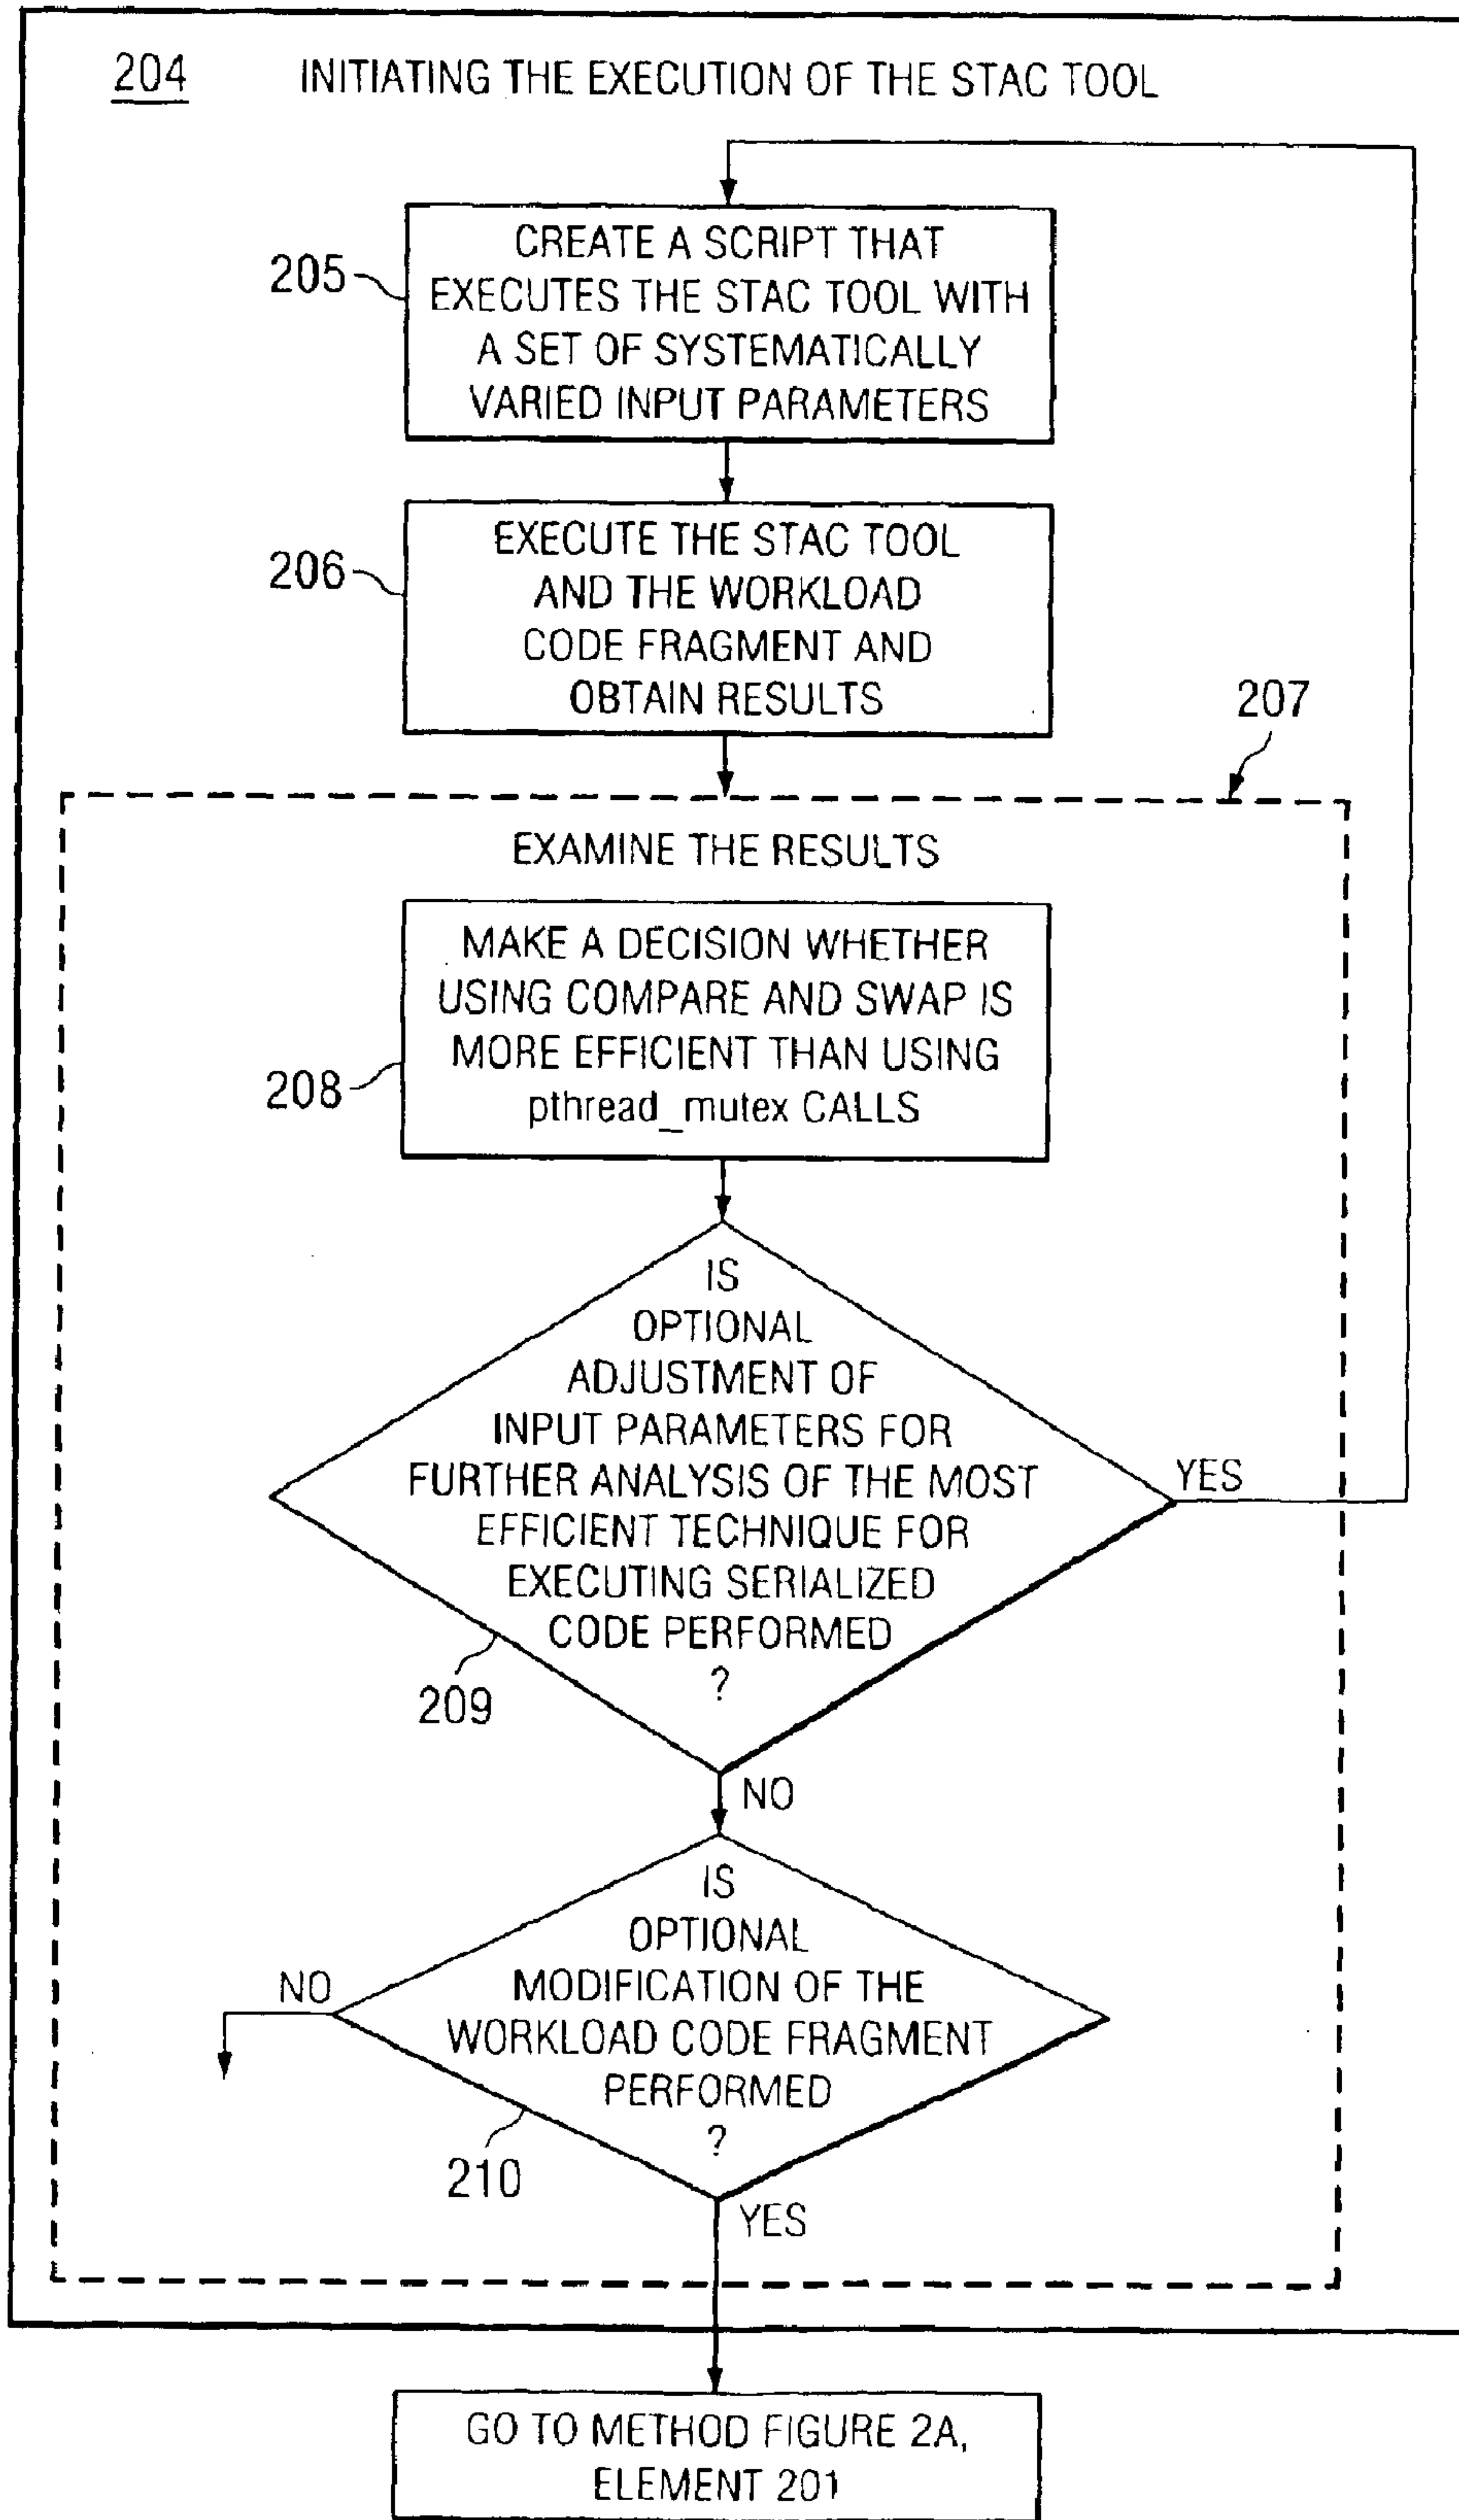 204 INITIATING THE EXECUTION OF THE STAC TOOL
CREATE A SCRIPT THAT
EXECUTES THE STAC TOOL WITH
A SET OF SYSTEMATICALLY
VARIED INPUT PARAMETERS
205
EXECUTE THE STAC TOOL
AND THE WORKLOAD
CODE FRAGMENT AND
OBTAIN RESULTS
206
207
EXAMINE THE RESULTS
MAKE A DECISION WHETHER
USING COMPARE AND SWAP IS
MORE EFFICIENT THAN USING
pthread_mutex CALLS
208
IS
OPTIONAL
ADJUSTMENT OF
INPUT PARAMETERS FOR
FURTHER ANALYSIS OF THE MOST
EFFICIENT TECHNIQUE FOR
EXECUTING SERIALIZED
CODE PERFORMED
?
YES
209
NO
IS
OPTIONAL
MODIFICATION OF THE
WORKLOAD CODE FRAGMENT
PERFORMED
?
NO
210
YES
GO TO METHOD FIGURE 2A,
ELEMENT 201